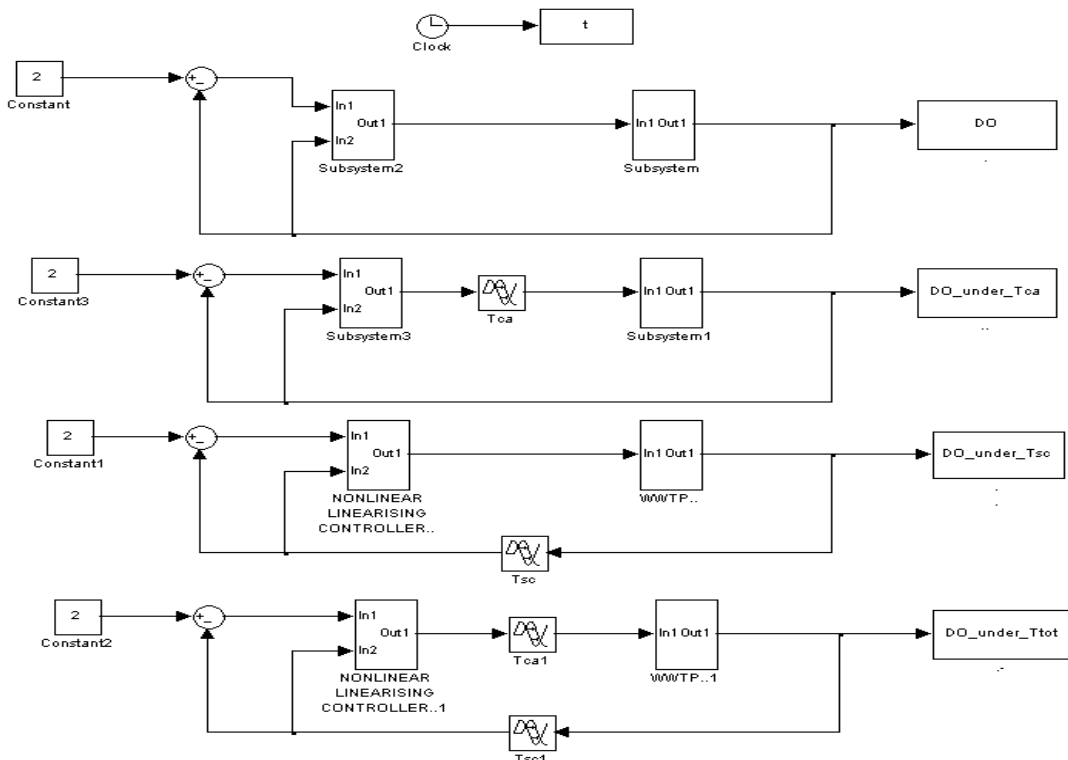 t
Clock
2
Constant
+
-
In1
In2
Out1
Subsystem2
In1 Out1
Subsystem
DO
.
2
Constant3
+
-
In1
In2
Out1
Subsystem3
Tca
In1 Out1
Subsystem1
DO_under_Tca
..
2
Constant1
+
-
In1
In2
Out1
NONLINEAR
LINEARISING
CONTROLLER..
In1 Out1
WWTP..
DO_under_Tsc
.
.
Tsc
2
Constant2
+
-
In1
In2
Out1
NONLINEAR
LINEARISING
CONTROLLER..1
Tca1
In1 Out1
WWTP..1
DO_under_Ttot
.-
Tsc1